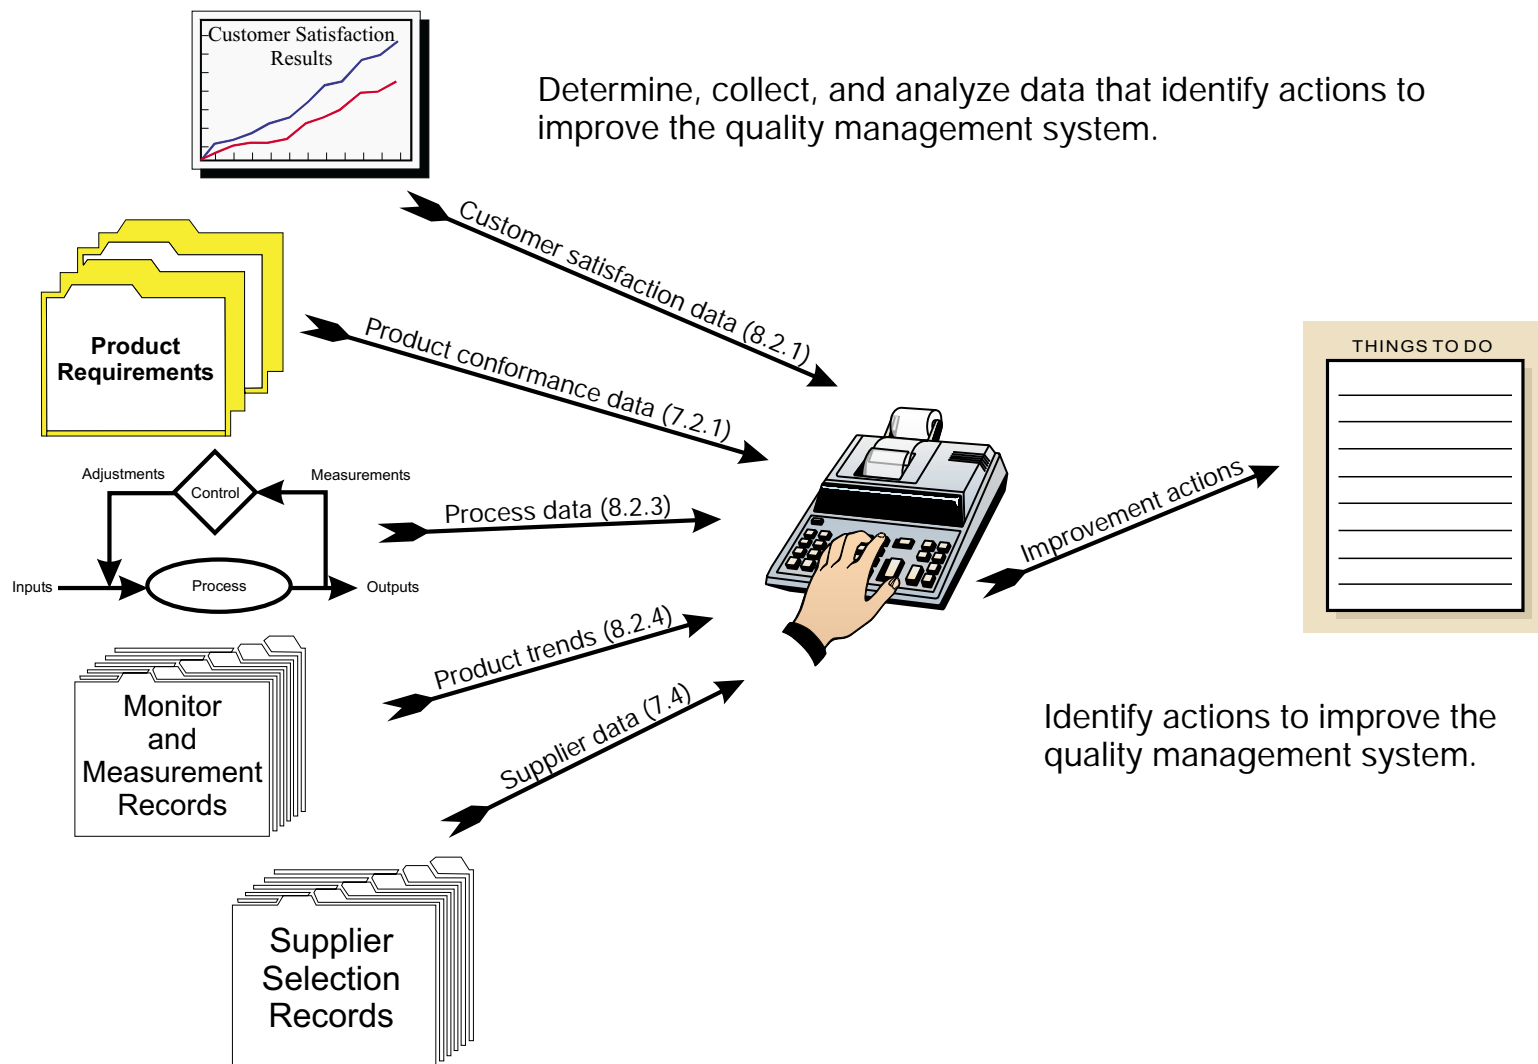 Customer Satisfaction
Results
Determine, collect, and analyze data that identify actions to
improve the quality management system.
Customer satisfaction data (8.2.1)
Product
Requirements
Product conformance data (7.2.1)
THINGS TO DO
Adjustments
Measurements
Control
Process data (8.2.3)
Improvement actions
Inputs
Process
Outputs
Product trends (8.2.4)
Monitor
and
Measurement
Records
Supplier data (7.4)
Identify actions to improve the
quality management system.
Supplier
Selection
Records